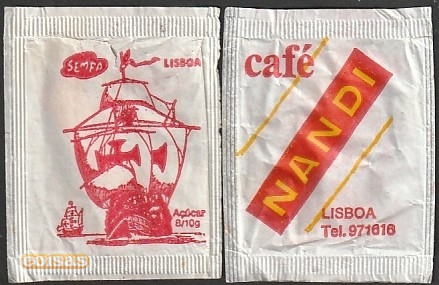 SEMPA
LISBOA
Açúcar
8/10g
coisas
café
NANDI
LISBOA
Tel. 971616